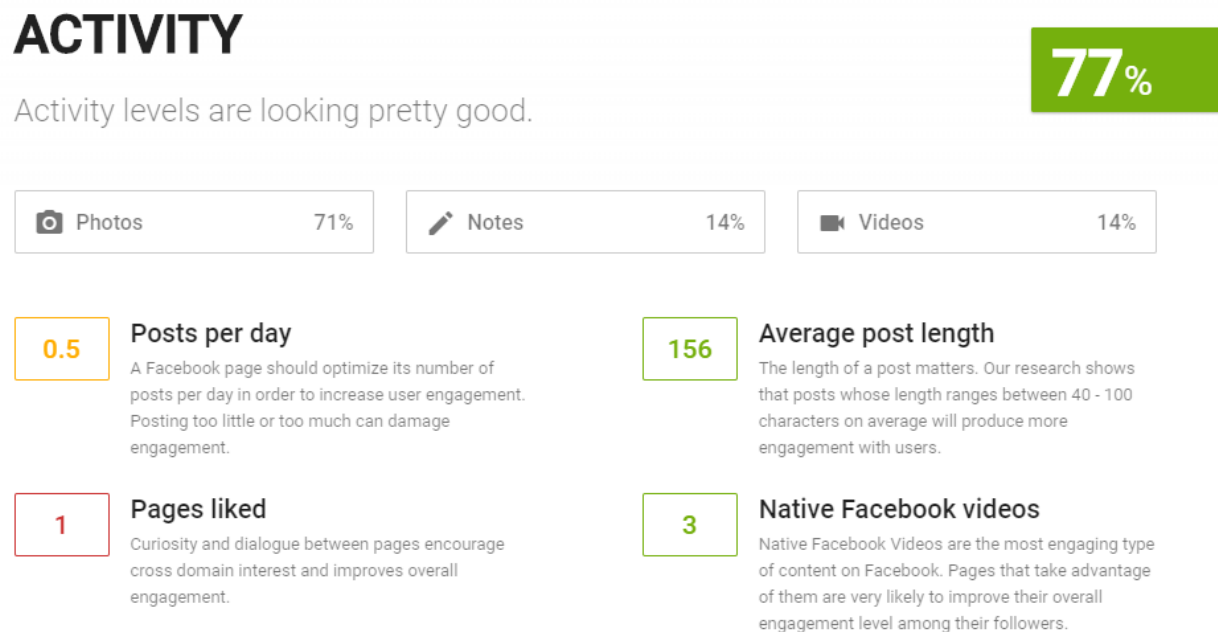 ACTIVITY
77%
Activity levels are looking pretty good.
Photos 71%
Notes 14%
Videos 14%
0.5
Posts per day
A Facebook page should optimize its number of
posts per day in order to increase user engagement.
Posting too little or too much can damage
engagement.
156
Average post length
The length of a post matters. Our research shows
that posts whose length ranges between 40 - 100
characters on average will produce more
engagement with users.
1
Pages liked
Curiosity and dialogue between pages encourage
cross domain interest and improves overall
engagement.
3
Native Facebook videos
Native Facebook Videos are the most engaging type
of content on Facebook. Pages that take advantage
of them are very likely to improve their overall
engagement level among their followers.